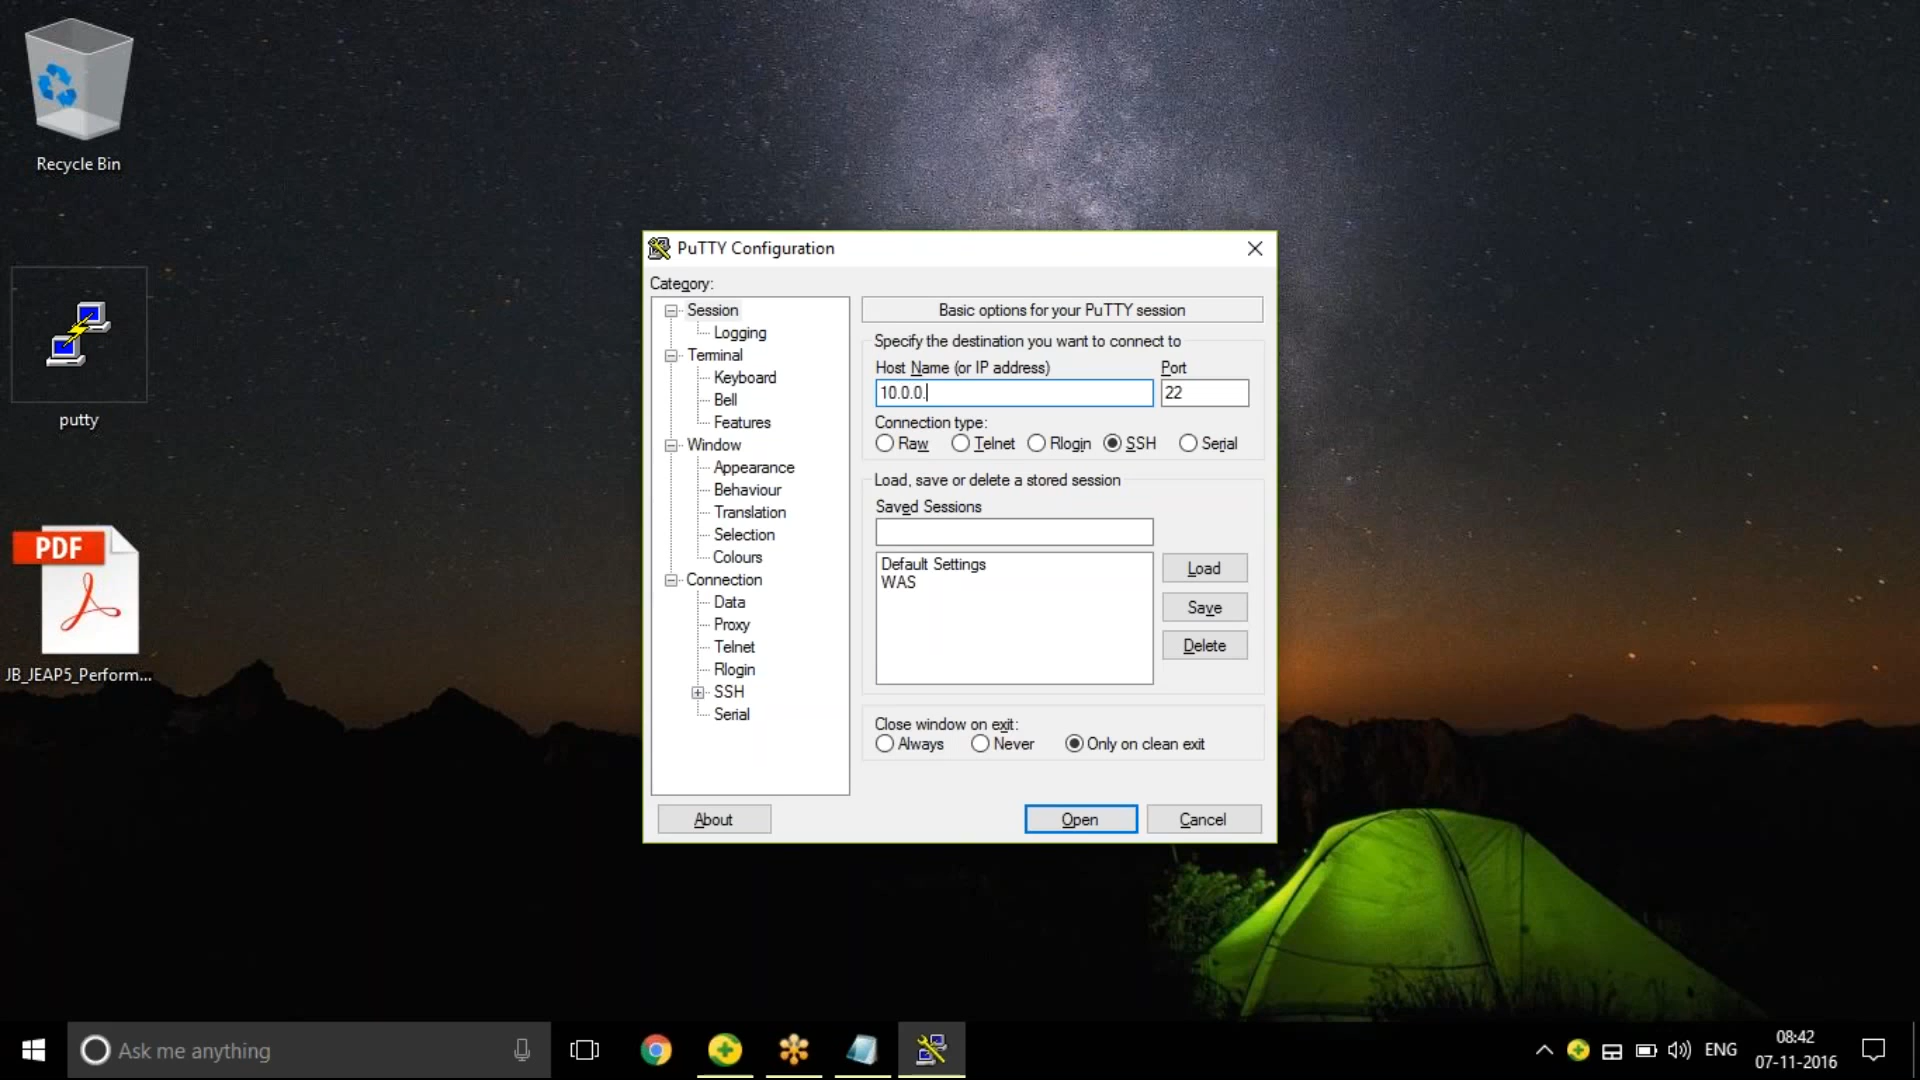 Recycle Bin
putty
PDF
JB_JEAP5_Perform...
PuTTY Configuration
Category:
Session
Logging
Terminal
Keyboard
Bell
Features
Window
Appearance
Behaviour
Translation
Selection
Colours
Connection
Data
Proxy
Telnet
Rlogin
SSH
Serial
Basic options for your PuTTY session
Specify the destination you want to connect to
Host Name (or IP address) Port
10.0.0. 22
Connection type:
Raw Telnet Rlogin SSH Serial
Load, save or delete a stored session
Saved Sessions
Default Settings
WAS
Load
Save
Delete
Close window on exit:
Always Never Only on clean exit
About Open Cancel
Ask me anything
ENG
08:42
07-11-2016